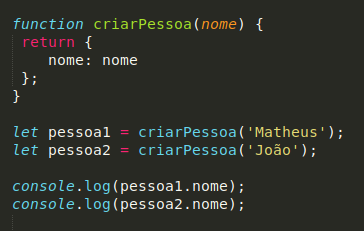 function criarPessoa(nome) {
 return {
    nome: nome
 };
}

let pessoa1 = criarPessoa('Matheus');
let pessoa2 = criarPessoa('João');

console.log(pessoa1.nome);
console.log(pessoa2.nome);